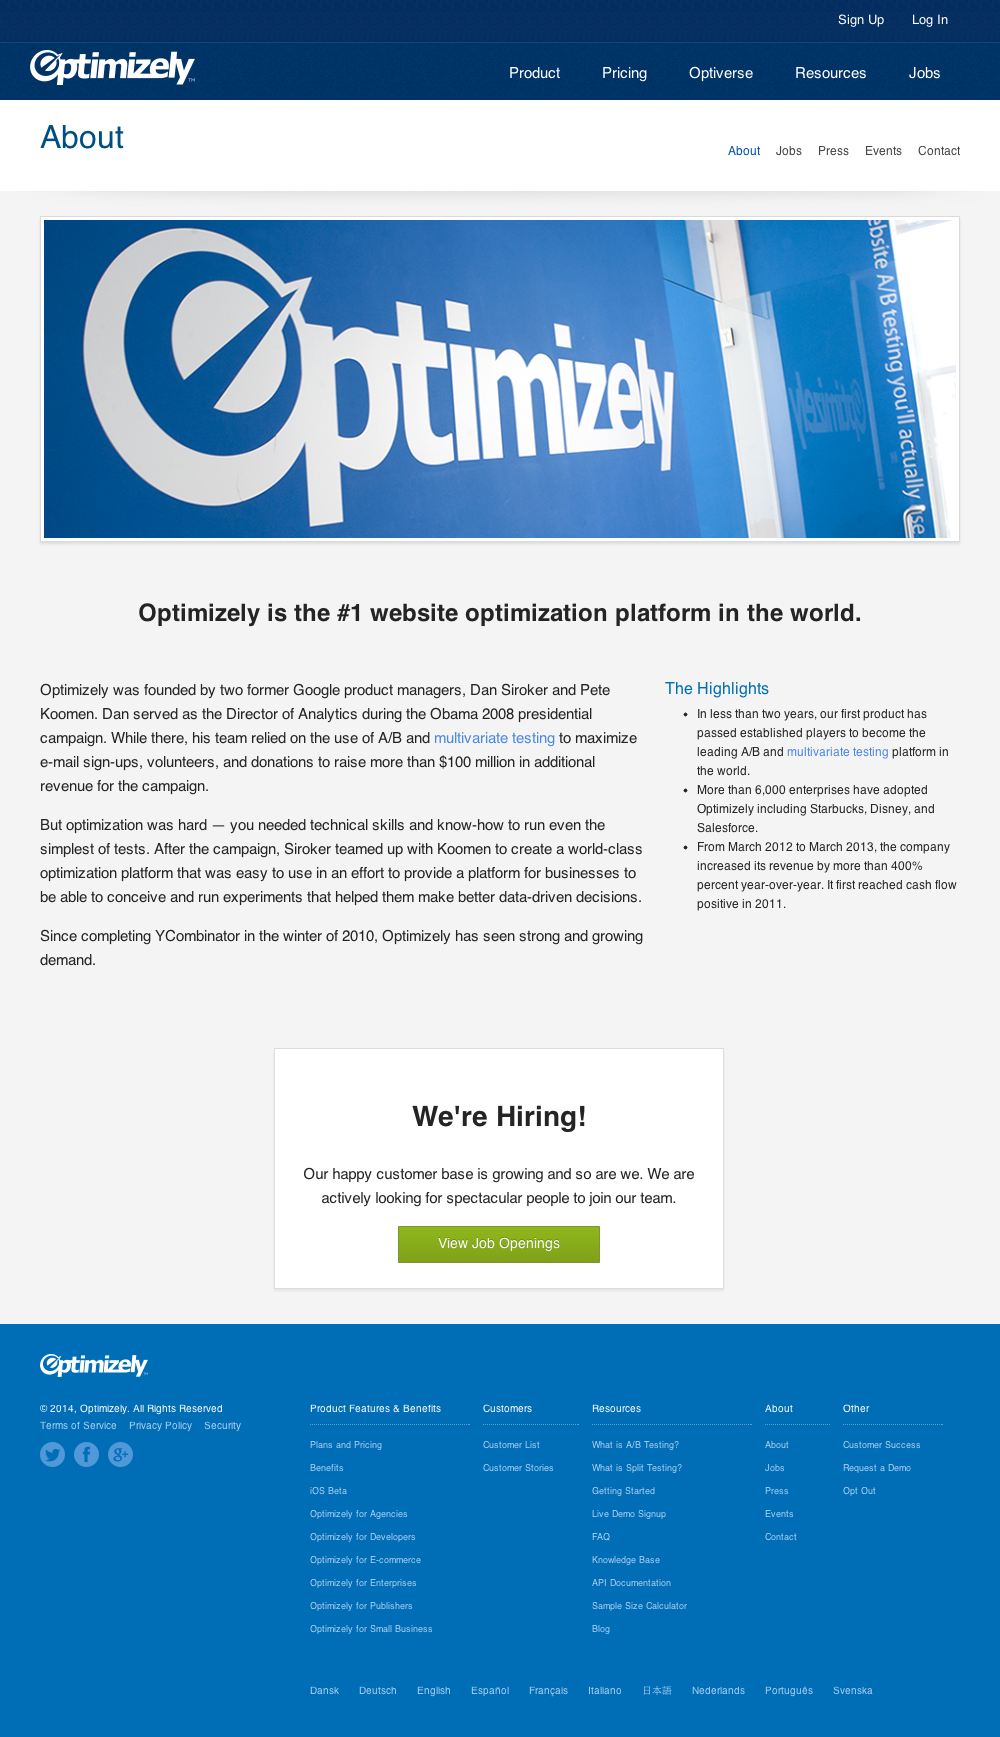 Sign Up Log In
Optimizely™
Product Pricing Optiverse Resources Jobs
About
About Jobs Press Events Contact
Optimizely
ebsite A/B testing you'll actually use
Optimizely
Optimizely is the #1 website optimization platform in the world.
Optimizely was founded by two former Google product managers, Dan Siroker and Pete
Koomen. Dan served as the Director of Analytics during the Obama 2008 presidential
campaign. While there, his team relied on the use of A/B and multivariate testing to maximize
e-mail sign-ups, volunteers, and donations to raise more than $100 million in additional
revenue for the campaign.
But optimization was hard — you needed technical skills and know-how to run even the
simplest of tests. After the campaign, Siroker teamed up with Koomen to create a world-class
optimization platform that was easy to use in an effort to provide a platform for businesses to
be able to conceive and run experiments that helped them make better data-driven decisions.
Since completing YCombinator in the winter of 2010, Optimizely has seen strong and growing
demand.
The Highlights
• In less than two years, our first product has
passed established players to become the
leading A/B and multivariate testing platform in
the world.
• More than 6,000 enterprises have adopted
Optimizely including Starbucks, Disney, and
Salesforce.
• From March 2012 to March 2013, the company
increased its revenue by more than 400%
percent year-over-year. It first reached cash flow
positive in 2011.
We're Hiring!
Our happy customer base is growing and so are we. We are
actively looking for spectacular people to join our team.
View Job Openings
Optimizely
© 2014, Optimizely. All Rights Reserved
Terms of Service Privacy Policy Security
Product Features & Benefits
Plans and Pricing
Benefits
iOS Beta
Optimizely for Agencies
Optimizely for Developers
Optimizely for E-commerce
Optimizely for Enterprises
Optimizely for Publishers
Optimizely for Small Business
Customers
Customer List
Customer Stories
Resources
What is A/B Testing?
What is Split Testing?
Getting Started
Live Demo Signup
FAQ
Knowledge Base
API Documentation
Sample Size Calculator
Blog
About
About
Jobs
Press
Events
Contact
Other
Customer Success
Request a Demo
Opt Out
Dansk Deutsch English Español Français Italiano 日本語 Nederlands Português Svenska